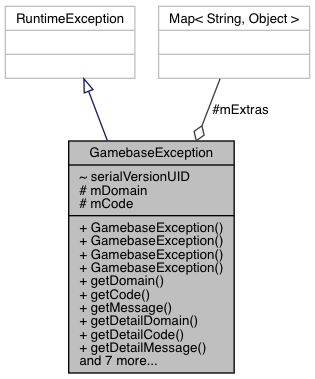 RuntimeException
Map< String, Object >
#mExtras
GamebaseException
~ serialVersionUID
# mDomain
# mCode
+ GamebaseException()
+ GamebaseException()
+ GamebaseException()
+ GamebaseException()
+ getDomain()
+ getCode()
+ getMessage()
+ getDetailDomain()
+ getDetailCode()
+ getDetailMessage()
and 7 more...